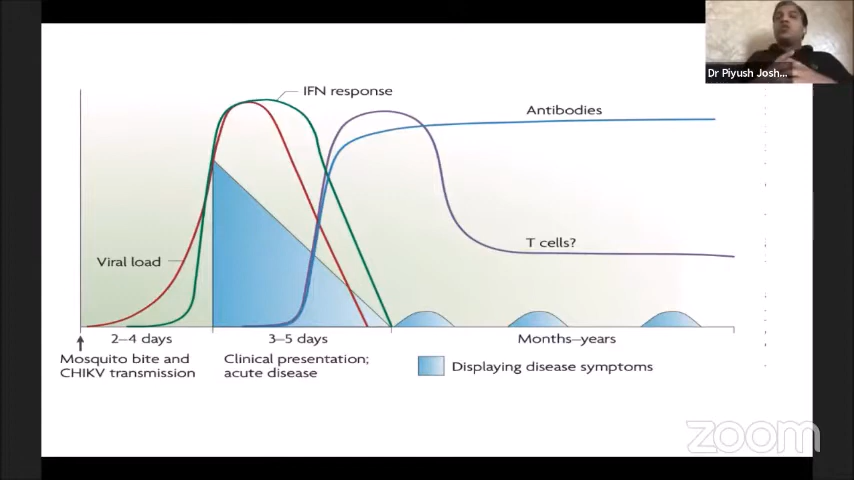 Dr Piyush Josh...
IFN response
Antibodies
Viral load
T cells?
2–4 days
3–5 days
Months–years
Mosquito bite and
CHIKV transmission
Clinical presentation;
acute disease
Displaying disease symptoms
zoom